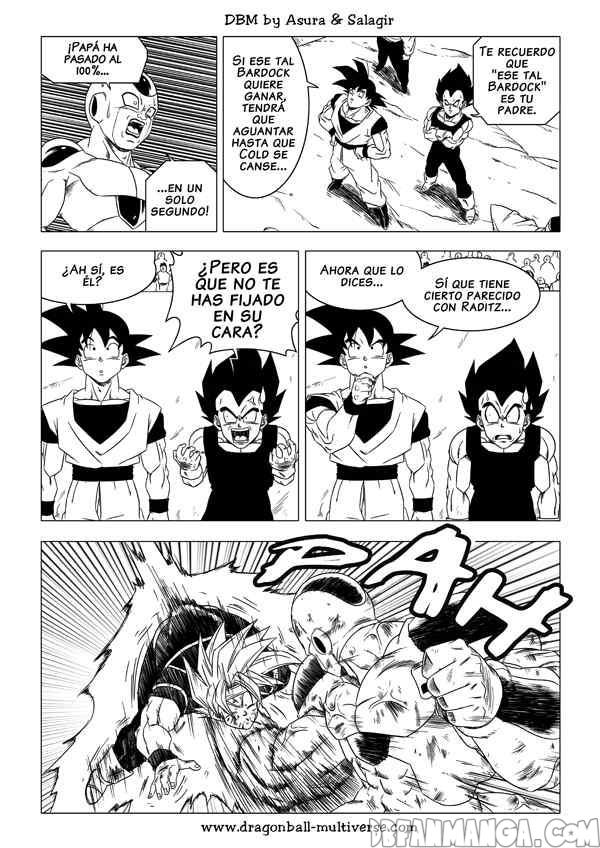 DBM by Asura & Salagir
¡Papá ha
pasado al
100%...
...en un
solo
segundo!
Si ese tal
Bardock
quiere
ganar,
tendrá
que
aguantar
hasta que
Cold se
canse...
Te recuerdo
que
"ese tal
Bardock"
es tu
padre.
¿Ah sí, es
él?
¿Pero es
que no te
has fijado
en su
cara?
Ahora que lo
dices...
Sí que tiene
cierto parecido
con Raditz...
PAH
www.dragonball-multiverse.com
DBFANMANGA.COM